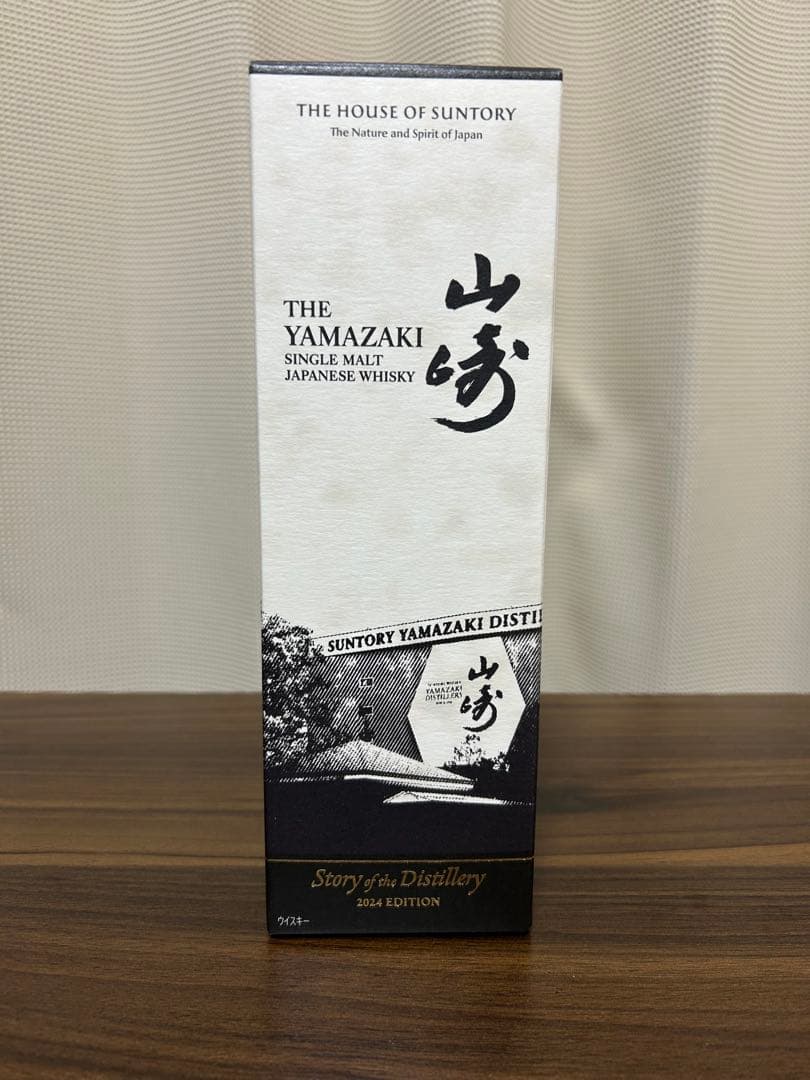 THE HOUSE OF SUNTORY
The Nature and Spirit of Japan
山崎
THE
YAMAZAKI
SINGLE MALT
JAPANESE WHISKY
SUNTORY YAMAZAKI DISTI
山崎
YAMAZAKI
DISTILLERY
Story of the Distillery
2024 EDITION
ウイスキー